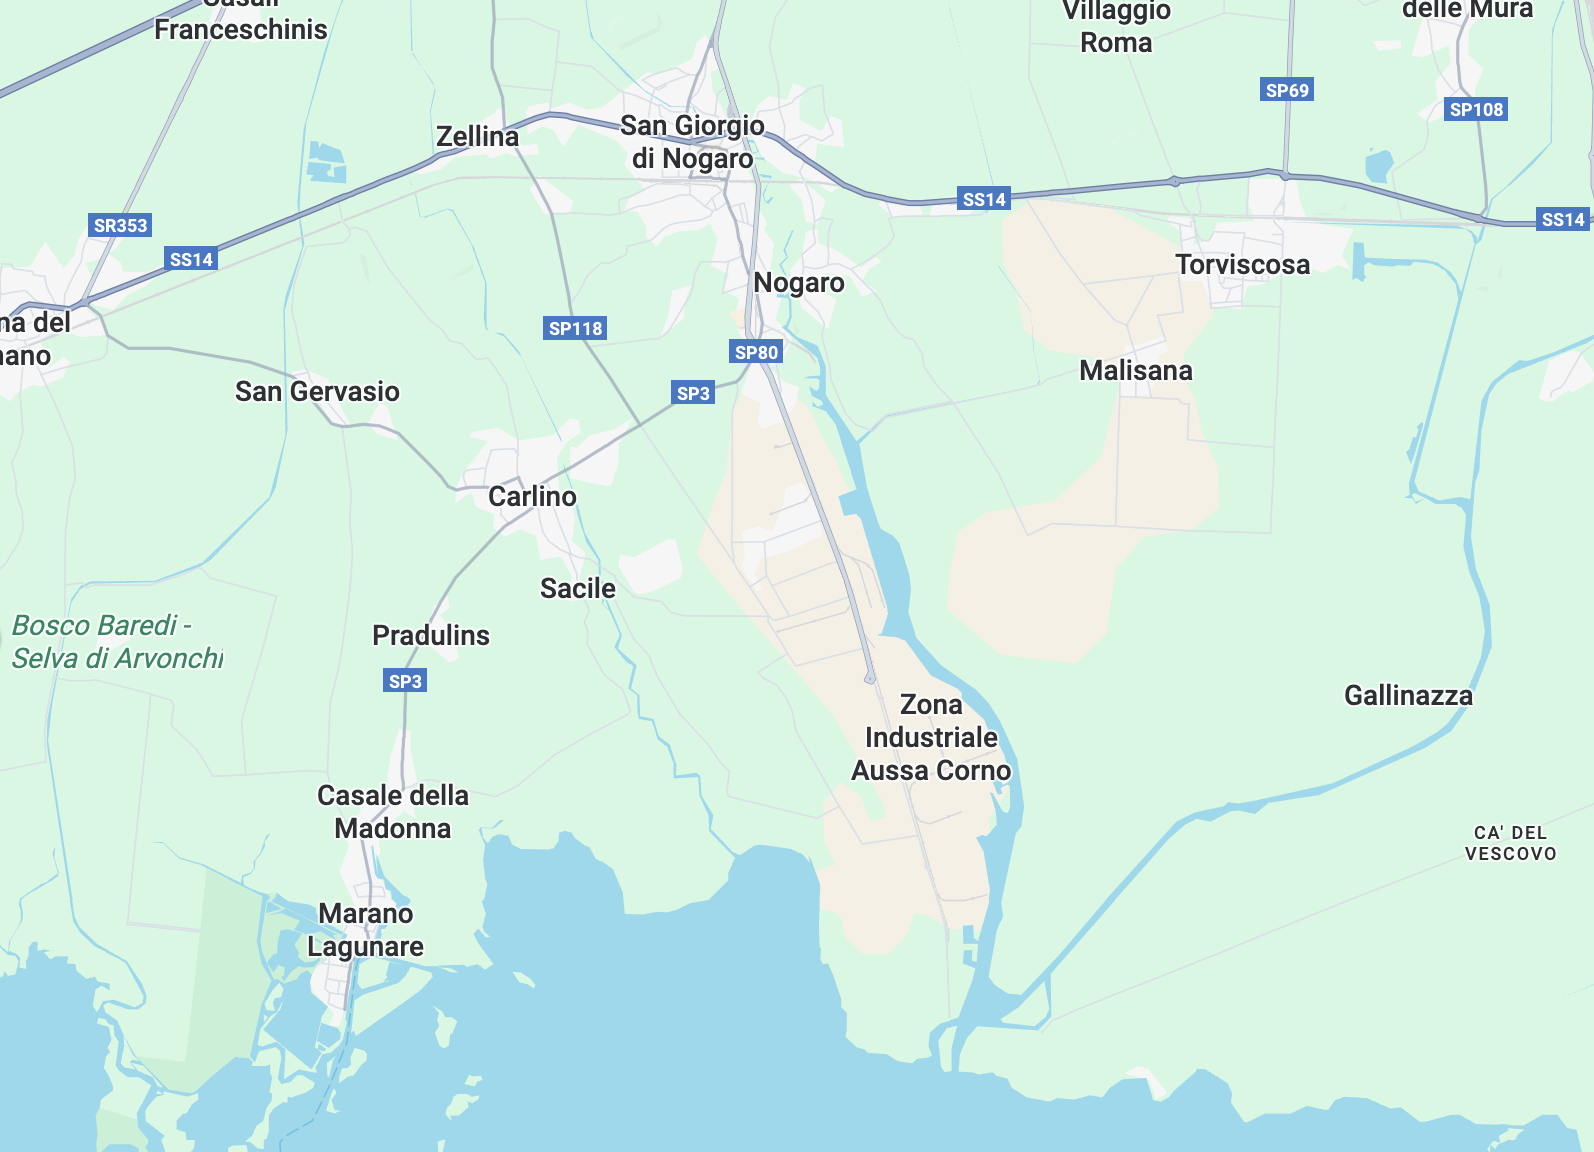 Franceschinis
Villaggio
Roma
delle Mura
SP69
SP108
Zellina
San Giorgio
di Nogaro
SS14
SR353
SS14
SS14
Torviscosa
Nogaro
na del
nano
SP118
SP80
San Gervasio
SP3
Malisana
Carlino
Sacile
Bosco Baredi -
Selva di Arvonchi
Pradulins
SP3
Zona
Industriale
Aussa Corno
Gallinazza
Casale della
Madonna
CA' DEL
VESCOVO
Marano
Lagunare